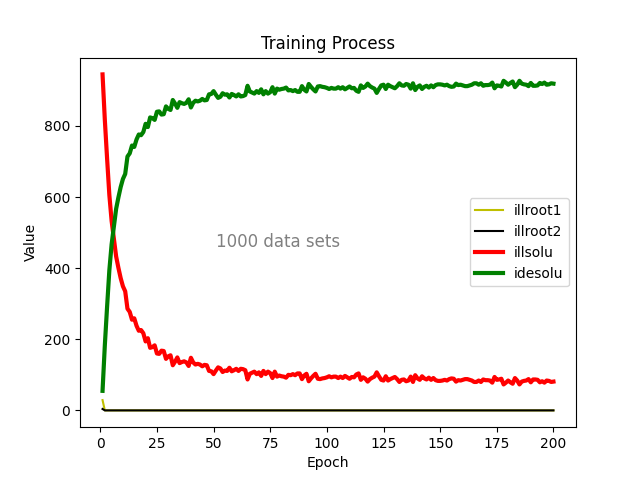 Training Process
Value
800
600
400
200
0
1000 data sets
illroot1
illroot2
illsolu
idesolu
0 25 50 75 100 125 150 175 200
Epoch